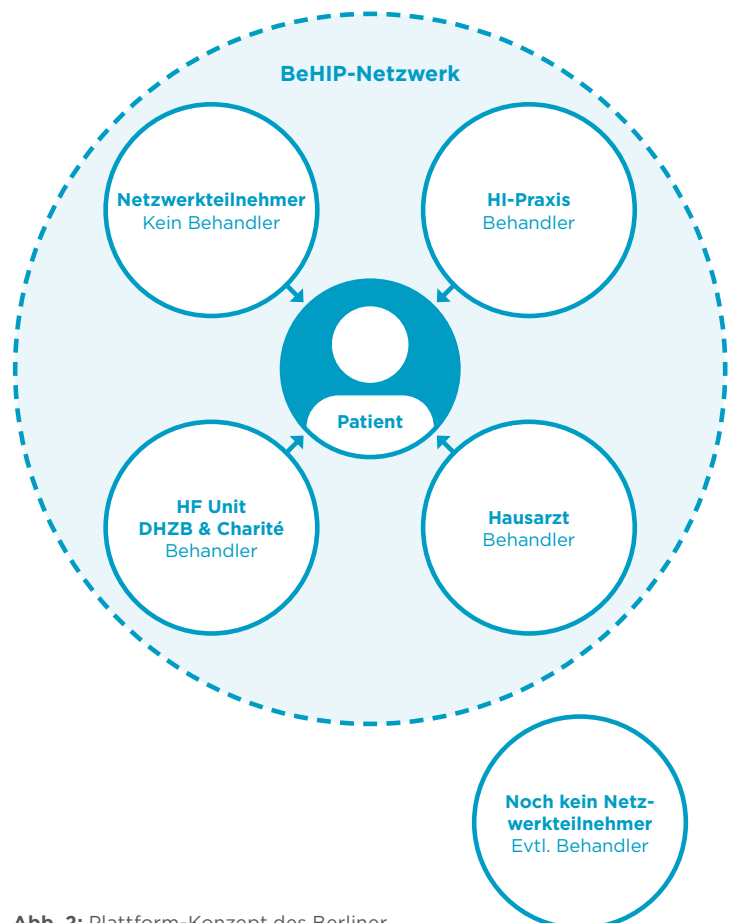 BeHIP-Netzwerk
Netzwerkteilnehmer
Kein Behandler
HI-Praxis
Behandler
Patient
HF Unit
DHZB & Charité
Behandler
Hausarzt
Behandler
Noch kein Netz-
werkteilnehmer
Evtl. Behandler
Abb. 2: Plattform-Konzept des Berliner